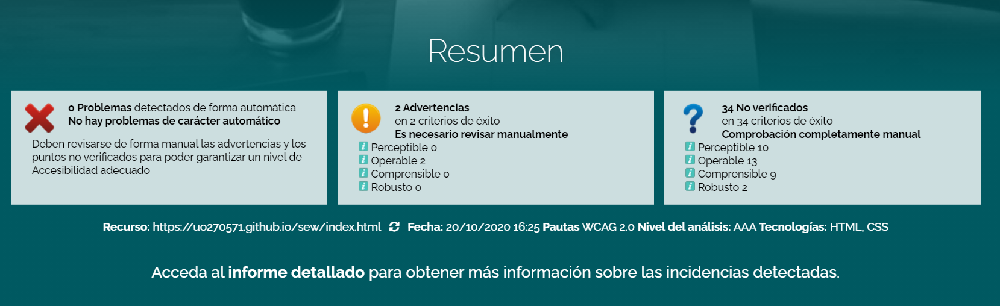 Resumen
0 Problemas detectados de forma automática
No hay problemas de carácter automático
Deben revisarse de forma manual las advertencias y los
puntos no verificados para poder garantizar un nivel de
Accesibilidad adecuado
2 Advertencias
en 2 criterios de éxito
Es necesario revisar manualmente
Perceptible 0
Operable 2
Comprensible 0
Robusto 0
34 No verificados
en 34 criterios de éxito
Comprobación completamente manual
Perceptible 10
Operable 13
Comprensible 9
Robusto 2
Recurso: https://uo270571.github.io/sew/index.html Fecha: 20/10/2020 16:25 Pautas WCAG 2.0 Nivel del análisis: AAA Tecnologías: HTML, CSS
Acceda al informe detallado para obtener más información sobre las incidencias detectadas.